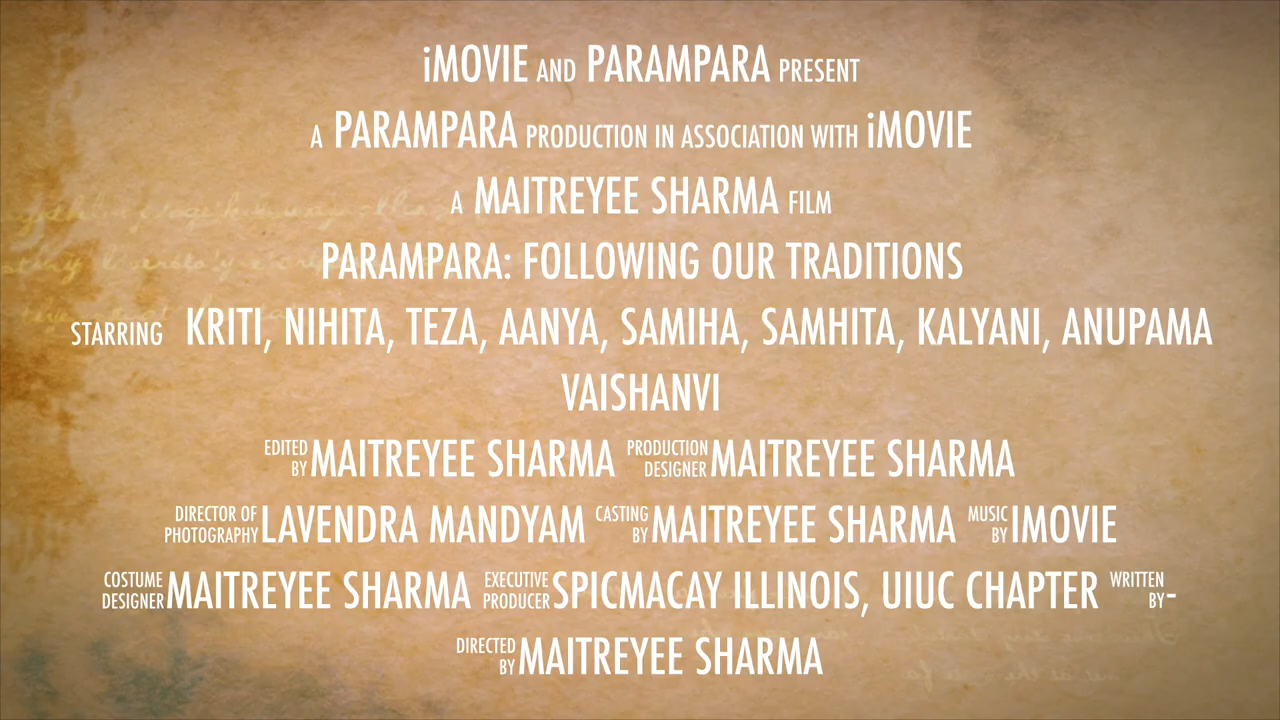 iMOVIE AND PARAMPARA PRESENT
A PARAMPARA PRODUCTION IN ASSOCIATION WITH iMOVIE
A MAITREYEE SHARMA FILM
PARAMPARA: FOLLOWING OUR TRADITIONS
STARRING KRITI, NIHITA, TEZA, AANYA, SAMIHA, SAMHITA, KALYANI, ANUPAMA
VAISHANVI
EDITED BY MAITREYEE SHARMA PRODUCTION DESIGNER MAITREYEE SHARMA
DIRECTOR OF PHOTOGRAPHY LAVENDRA MANDYAM CASTING BY MAITREYEE SHARMA MUSIC BY IMOVIE
COSTUME DESIGNER MAITREYEE SHARMA EXECUTIVE PRODUCER SPICMACAY ILLINOIS, UIUC CHAPTER WRITTEN BY -
DIRECTED BY MAITREYEE SHARMA